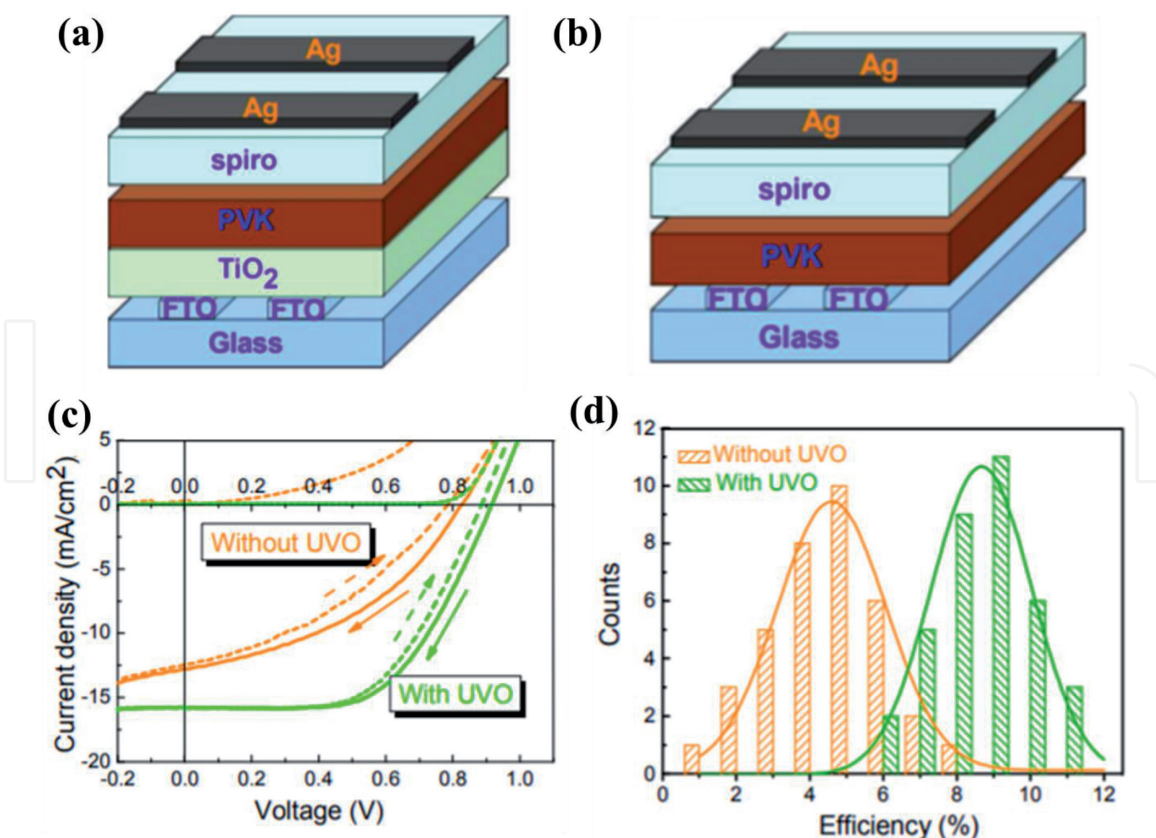 (a)
Ag
Ag
spiro
PVK
TiO2
FTO FTO
Glass
(b)
Ag
Ag
spiro
PVK
FTO FTO
Glass
(c)
5
0
-5
-10
-15
-20
-0.2 0.0 0.2 0.4 0.6 0.8 1.0
Without UVO
With UVO
-0.2 0.0 0.2 0.4 0.6 0.8 1.0
Voltage (V)
Current density (mA/cm2)
(d)
Without UVO
With UVO
12
10
8
6
4
2
0
0 2 4 6 8 10 12
Efficiency (%)
Counts